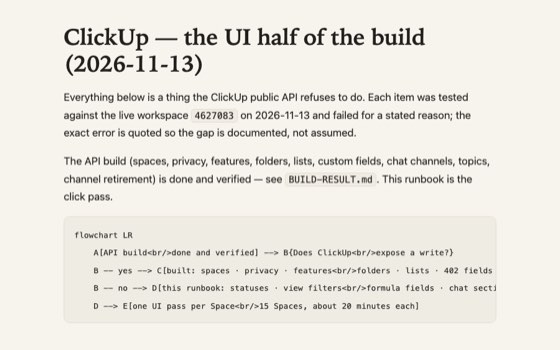 ClickUp — the UI half of the build
(2026-11-13)
Everything below is a thing the ClickUp public API refuses to do. Each item was tested
against the live workspace 4627083 on 2026-11-13 and failed for a stated reason; the
exact error is quoted so the gap is documented, not assumed.
The API build (spaces, privacy, features, folders, lists, custom fields, chat channels, topics,
channel retirement) is done and verified — see BUILD-RESULT.md . This runbook is the
click pass.
flowchart LR
A[API build<br/>done and verified] --> B{Does ClickUp<br/>expose a write?}
B -- yes --> C[built: spaces · privacy · features<br/>folders · lists · 402 fields
B -- no --> D[this runbook: statuses · view filters<br/>formula fields · chat secti
D --> E[one UI pass per Space<br/>15 Spaces, about 20 minutes each]